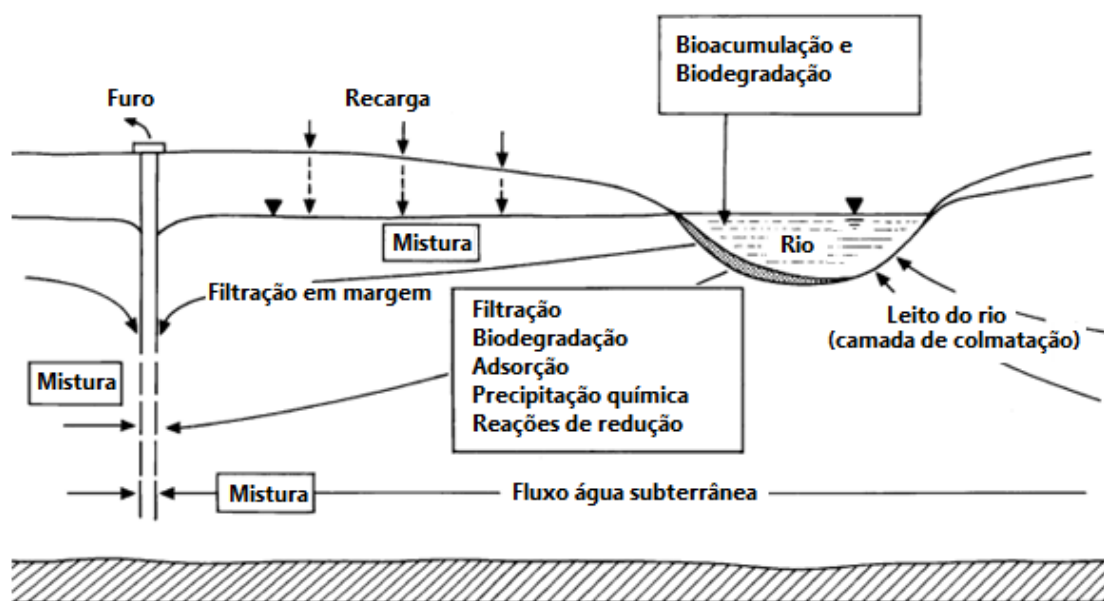 Bioacumulação e
Biodegradação
Furo
Recarga
Mistura
Rio
Filtração em margem
Filtração
Biodegradação
Adsorção
Precipitação química
Reações de redução
Leito do rio
(camada de colmatação)
Mistura
Mistura
Fluxo água subterrânea